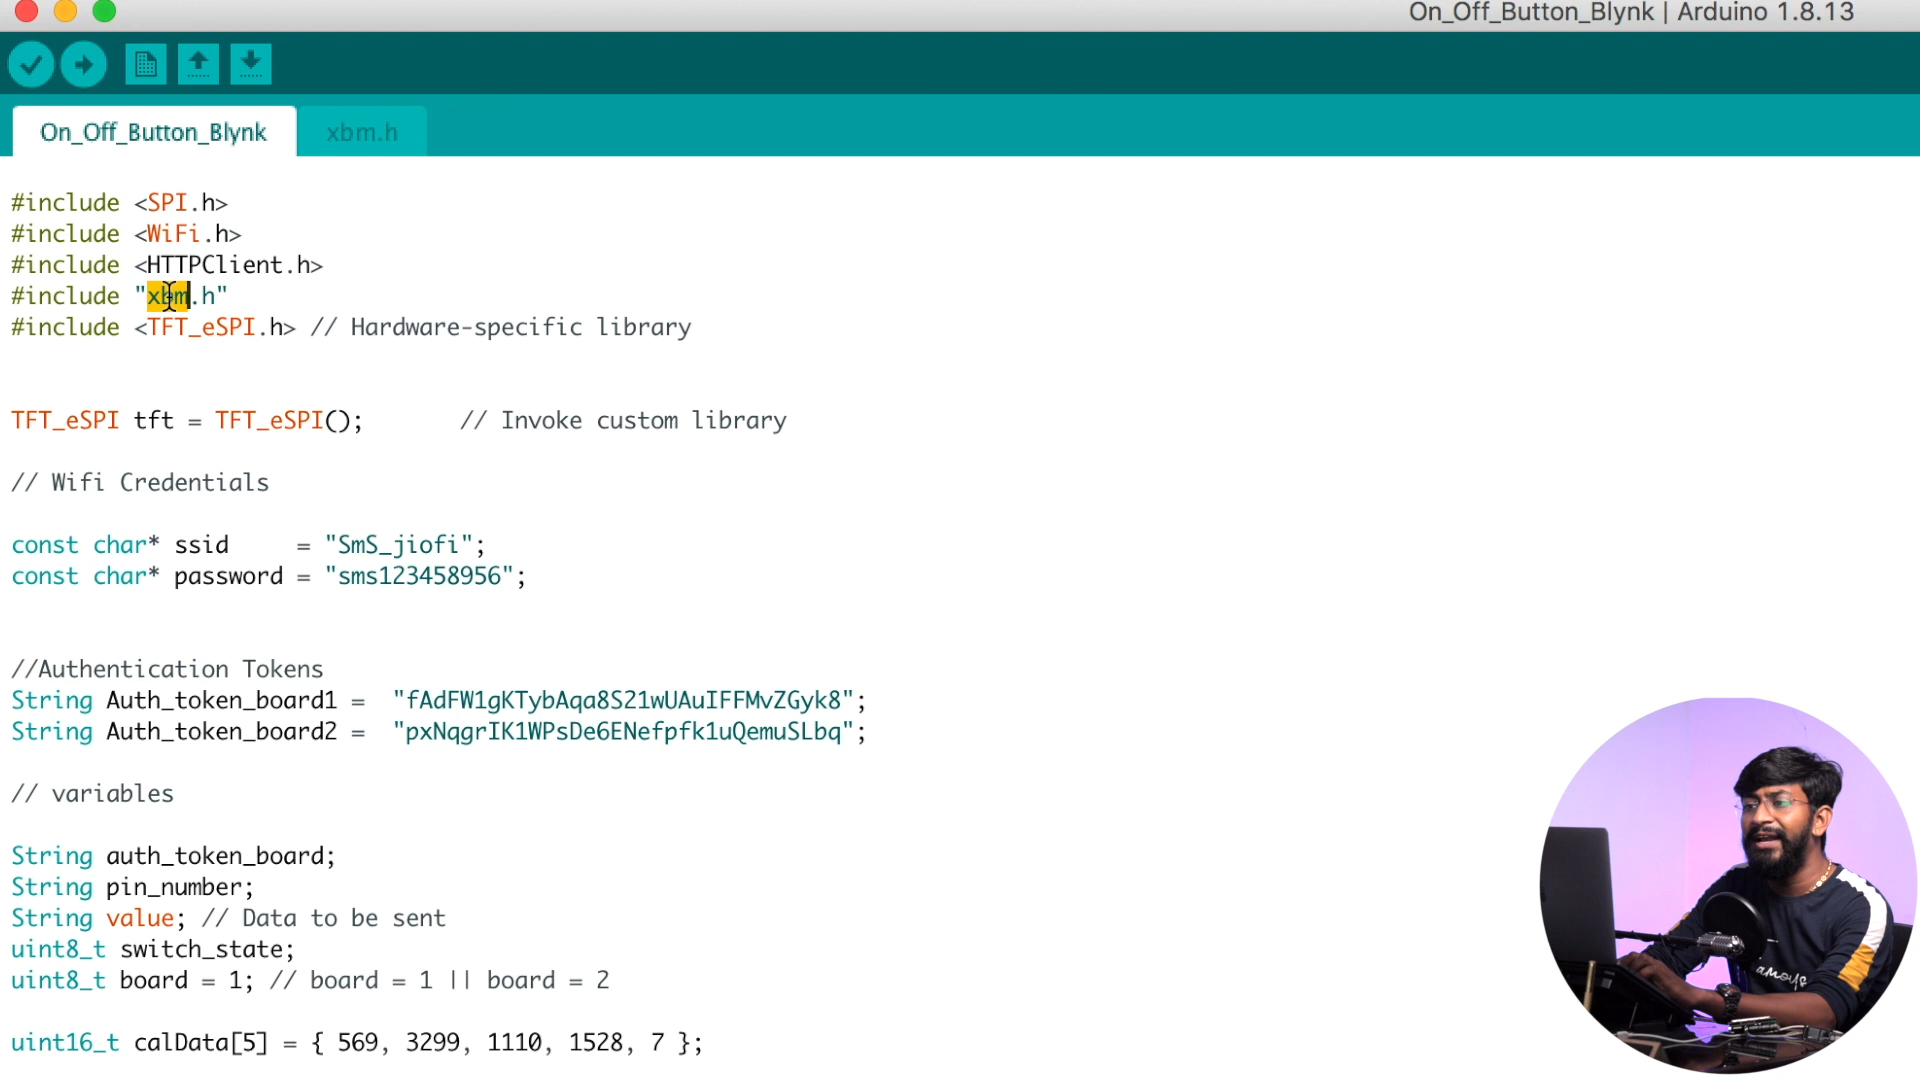 On_Off_Button_Blynk | Arduino 1.8.13
On_Off_Button_Blynk
xbm.h
#include <SPI.h>
#include <WiFi.h>
#include <HTTPClient.h>
#include "xbm.h"
#include <TFT_eSPI.h> // Hardware-specific library
TFT_eSPI tft = TFT_eSPI();       // Invoke custom library
// Wifi Credentials
const char* ssid     = "SmS_jiofi";
const char* password = "sms123458956";
//Authentication Tokens
String Auth_token_board1 =  "fAdFW1gKTybAqa8S21wUAuIFFMvZGyk8";
String Auth_token_board2 =  "pxNqgrIK1WPsDe6ENefpfk1uQemuSLbq";
// variables
String auth_token_board;
String pin_number;
String value; // Data to be sent
uint8_t switch_state;
uint8_t board = 1; // board = 1 || board = 2
uint16_t calData[5] = { 569, 3299, 1110, 1528, 7 };